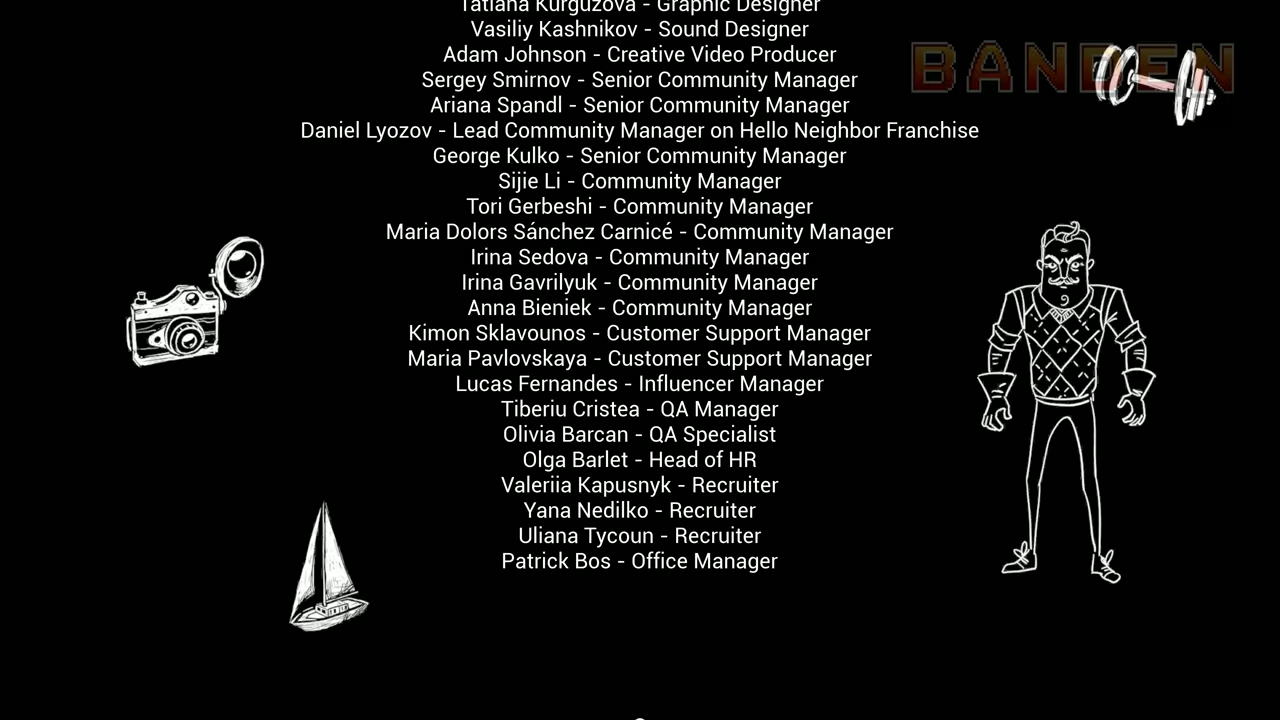 Tatiana Kurguzova - Graphic Designer
Vasiliy Kashnikov - Sound Designer
Adam Johnson - Creative Video Producer
BANDEN
Sergey Smirnov - Senior Community Manager
Ariana Spandl - Senior Community Manager
Daniel Lyozov - Lead Community Manager on Hello Neighbor Franchise
George Kulko - Senior Community Manager
Sijie Li - Community Manager
Tori Gerbeshi - Community Manager
Maria Dolors Sánchez Carnicé - Community Manager
Irina Sedova - Community Manager
Irina Gavrilyuk - Community Manager
Anna Bieniek - Community Manager
Kimon Sklavounos - Customer Support Manager
Maria Pavlovskaya - Customer Support Manager
Lucas Fernandes - Influencer Manager
Tiberiu Cristea - QA Manager
Olivia Barcan - QA Specialist
Olga Barlet - Head of HR
Valeriia Kapusnyk - Recruiter
Yana Nedilko - Recruiter
Uliana Tycoun - Recruiter
Patrick Bos - Office Manager